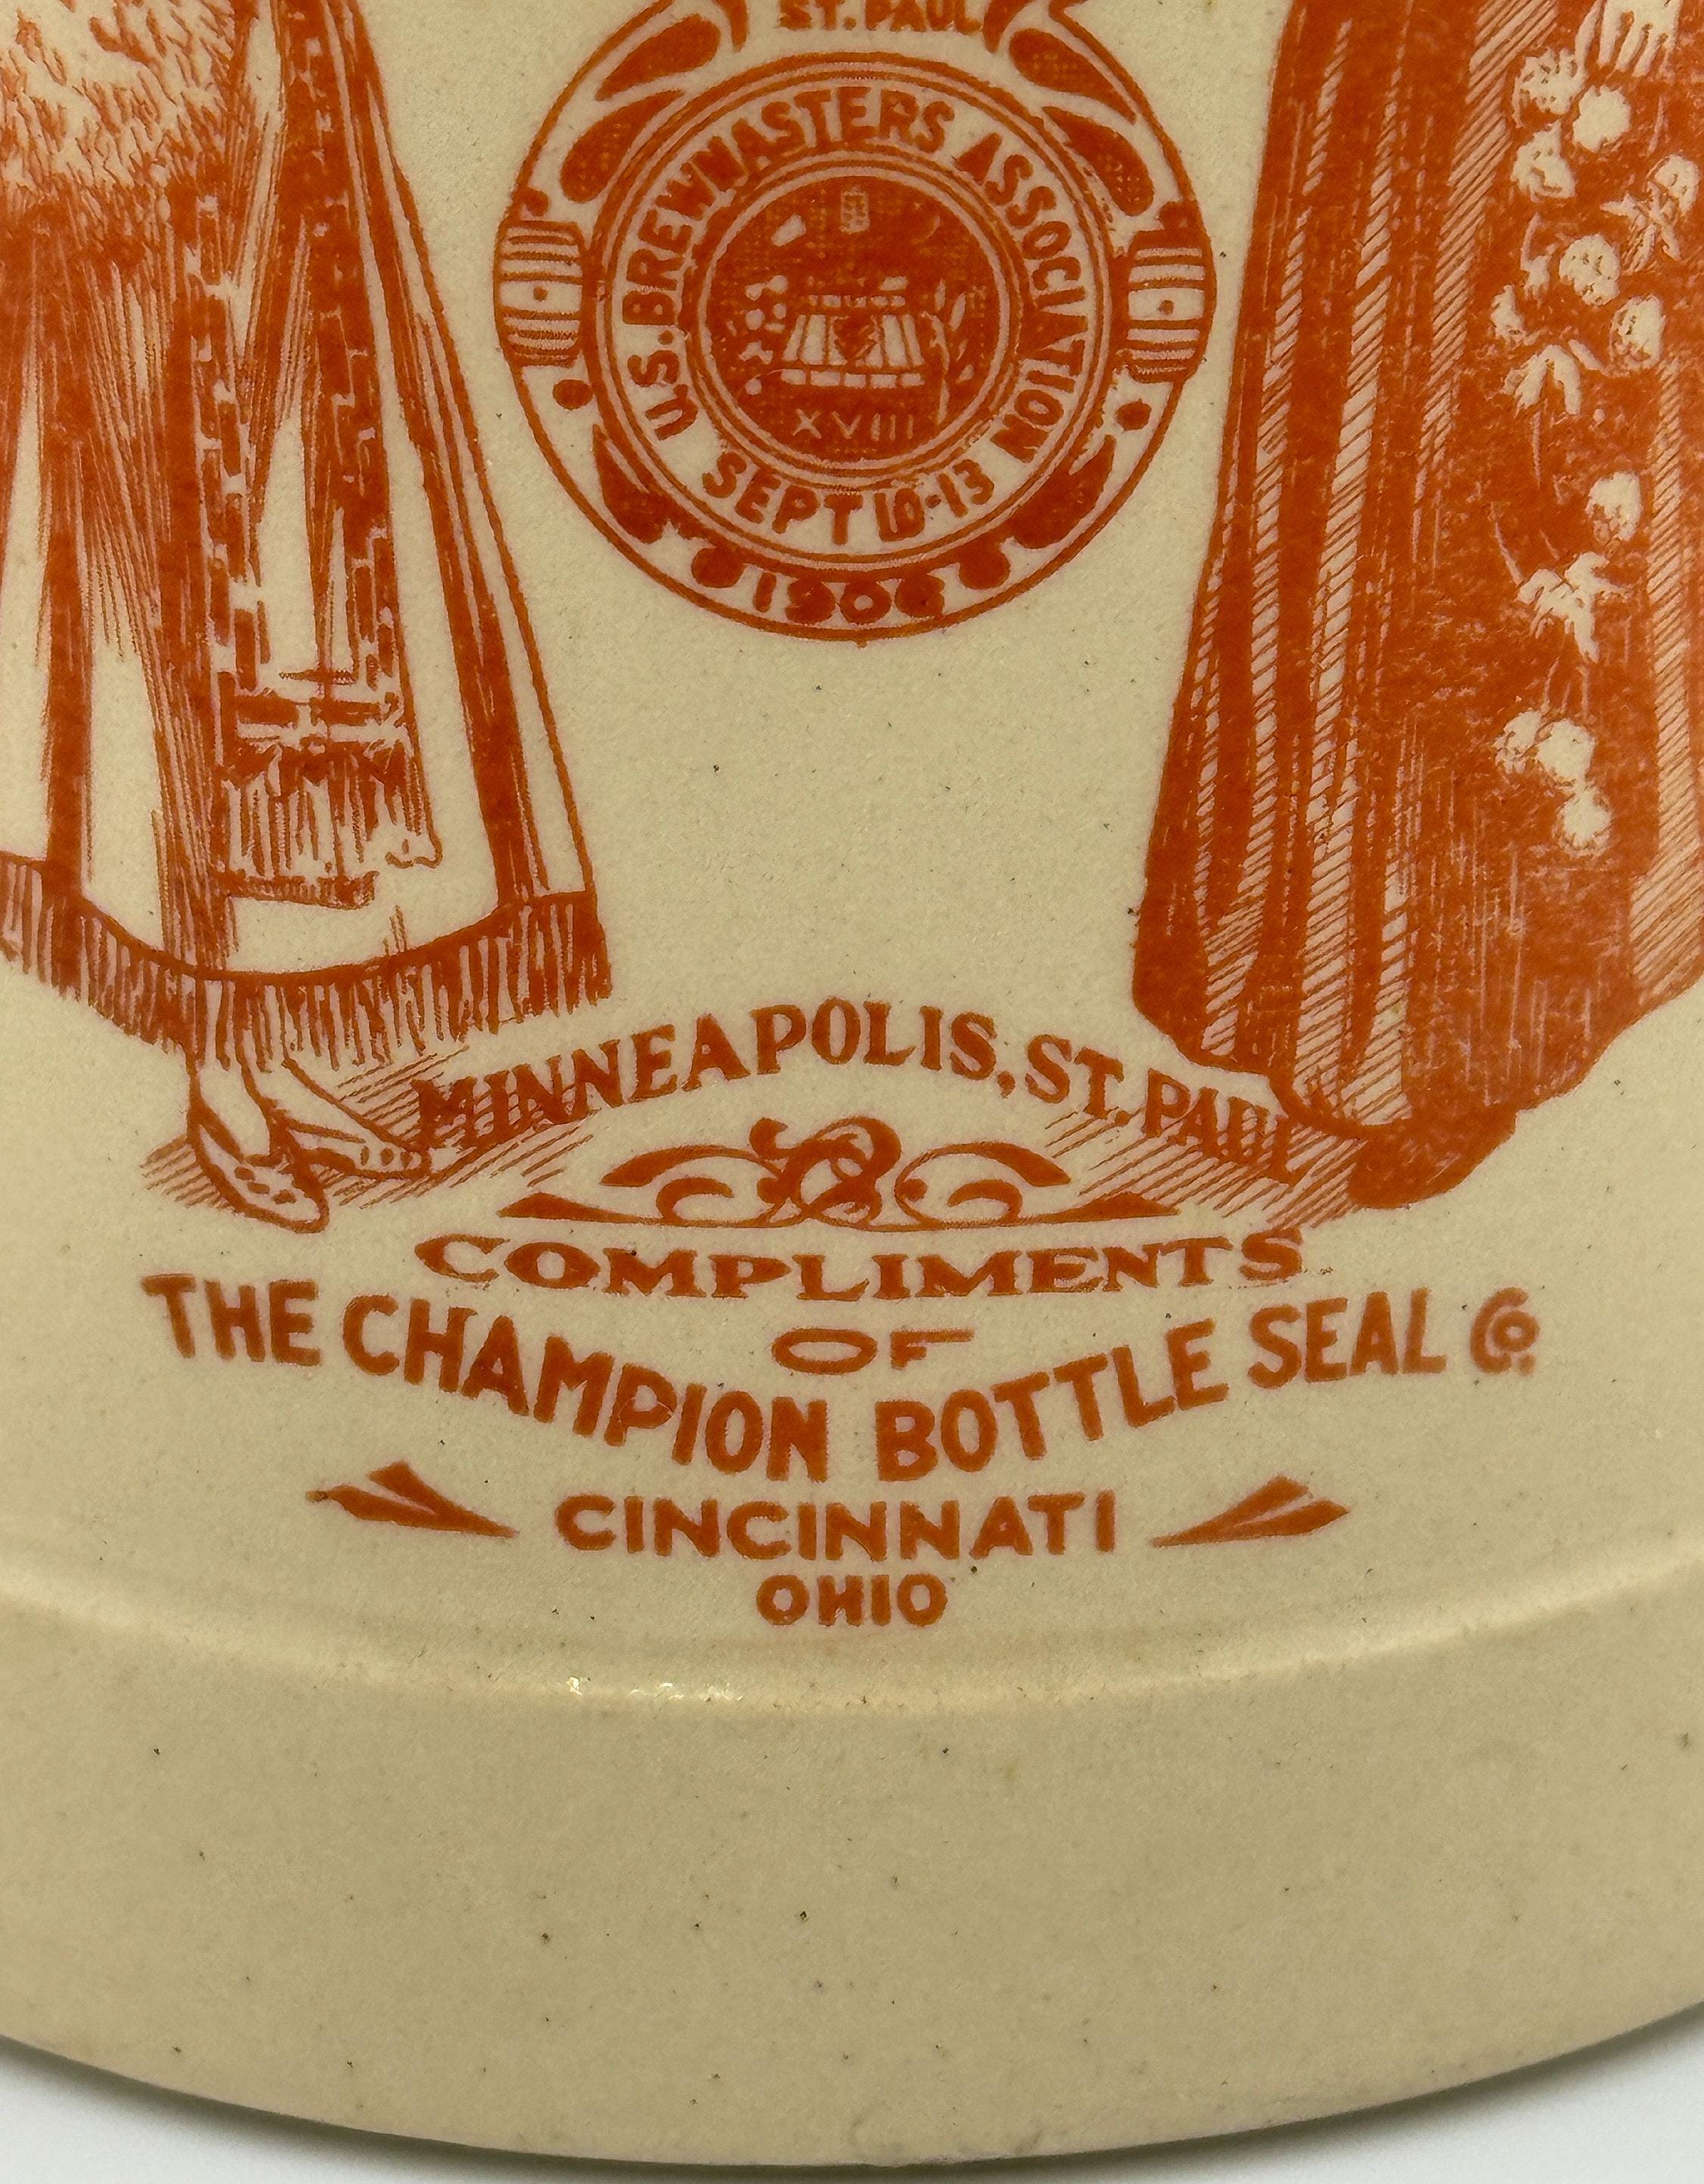 ST. PAUL
U.S. BREWMASTERS ASSOCIATION
XVIII
SEPT 10-13
1906
MINNEAPOLIS, ST. PAUL
COMPLIMENTS
OF
THE CHAMPION BOTTLE SEAL Co.
CINCINNATI
OHIO